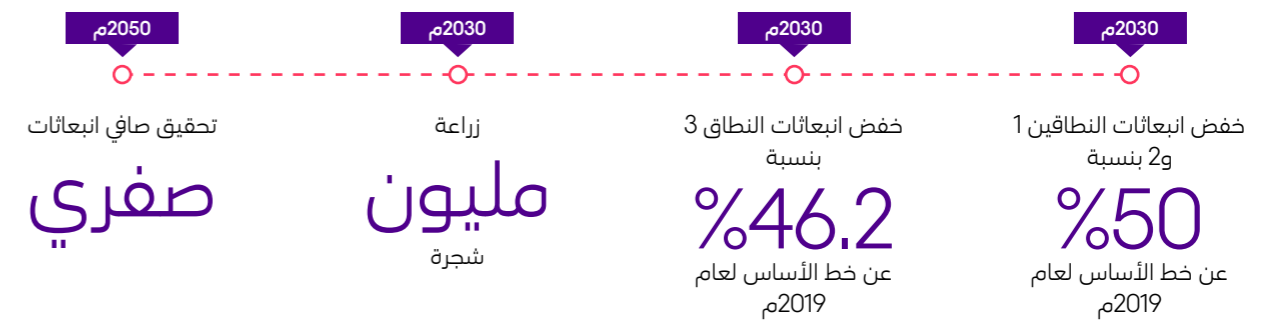 2030م
خفض انبعاثات النطاقين 1
و2 بنسبة
%50
عن خط الأساس لعام
2019م
2030م
خفض انبعاثات النطاق 3
بنسبة
%46.2
عن خط الأساس لعام
2019م
2030م
زراعة
مليون
شجرة
2050م
تحقيق صافي انبعاثات
صفري